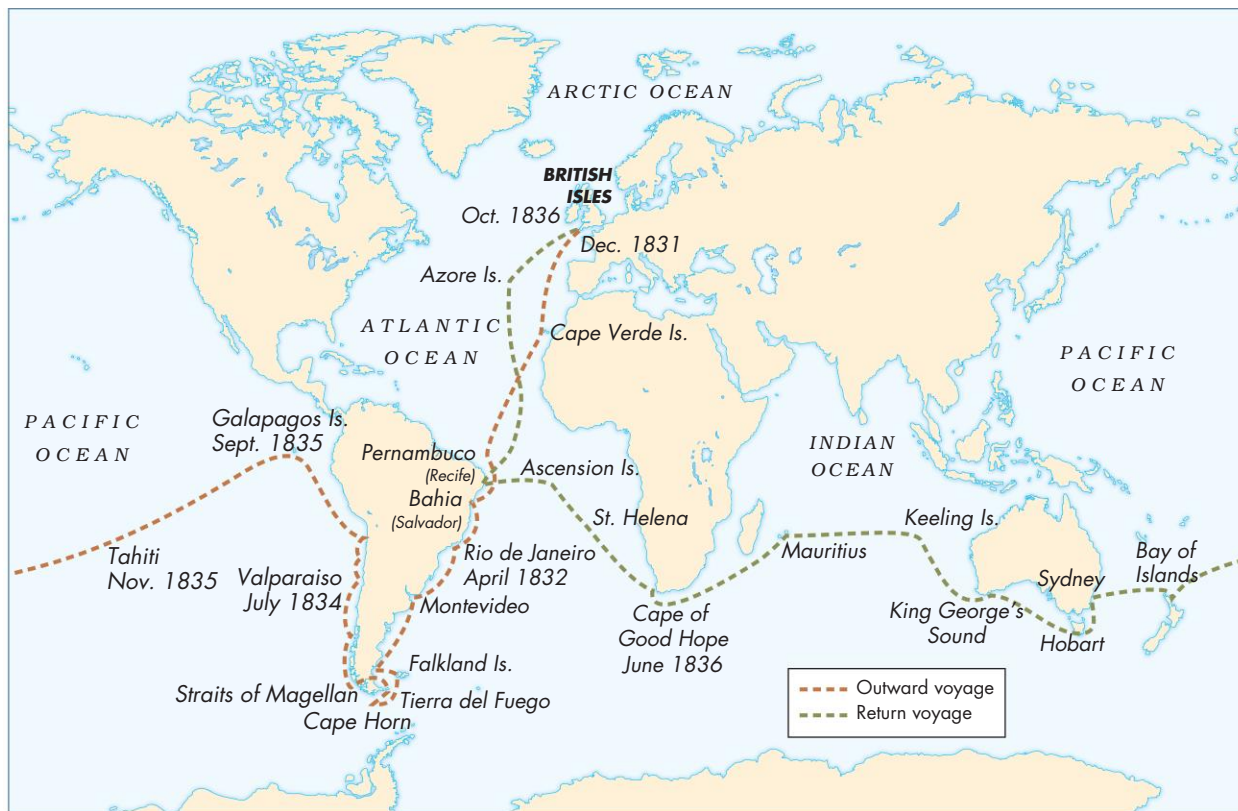 ARCTIC OCEAN
BRITISH
ISLES
Oct. 1836
Dec. 1831
Azore Is.
ATLANTIC
OCEAN
Cape Verde Is.
PACIFIC
OCEAN
PACIFIC
OCEAN
Galapagos Is.
Sept. 1835
Pernambuco
(Recife)
Bahia
(Salvador)
Ascension Is.
INDIAN
OCEAN
St. Helena
Keeling Is.
Tahiti
Nov. 1835
Valparaiso
July 1834
Rio de Janeiro
April 1832
Montevideo
Mauritius
Sydney
Bay of
Islands
Cape of
Good Hope
June 1836
King George's
Sound
Hobart
Falkland Is.
Straits of Magellan
Tierra del Fuego
Cape Horn
Outward voyage
Return voyage